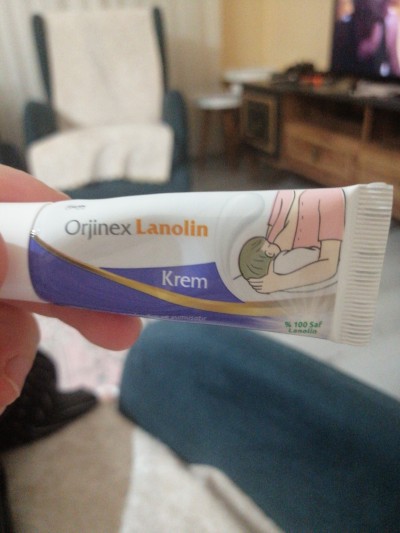 Orjinex Lanolin
Krem
% 100 Saf
Lanolin